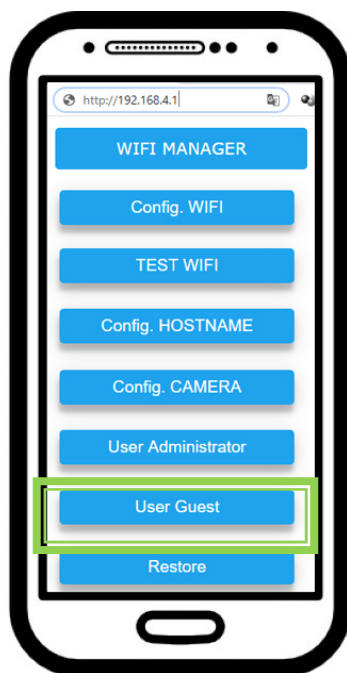 http://192.168.4.1
WIFI MANAGER
Config. WIFI
TEST WIFI
Config. HOSTNAME
Config. CAMERA
User Administrator
User Guest
Restore